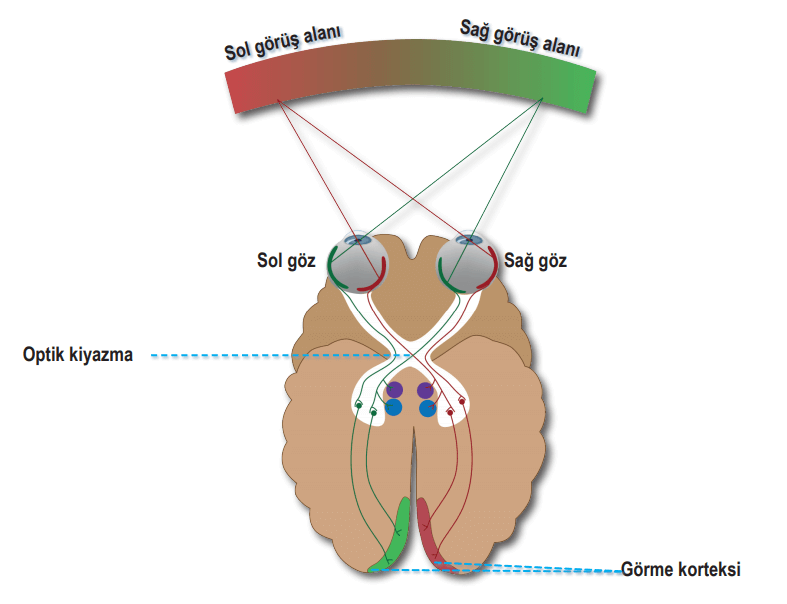 Sol görüş alanı
Sağ görüş alanı
Sol göz
Sağ göz
Optik kiyazma
Görme korteksi